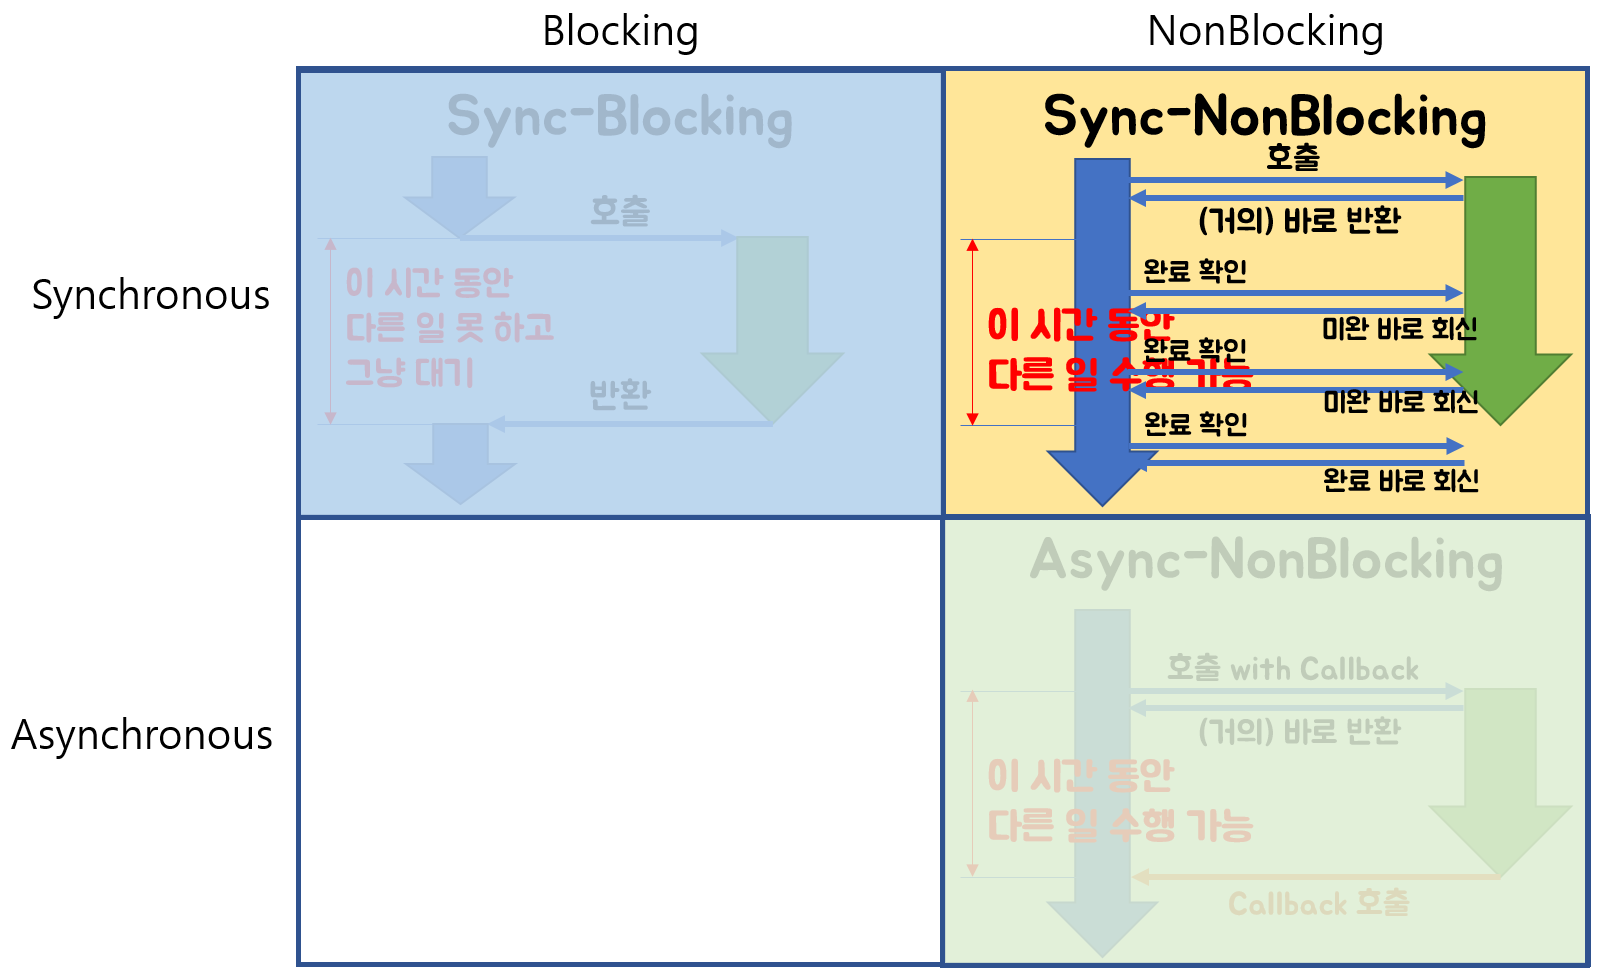 Blocking
NonBlocking
Synchronous
Sync-Blocking
호출
이 시간 동안
다른 일 못 하고
그냥 대기
반환
Sync-NonBlocking
호출
(거의) 바로 반환
완료 확인
이 시간 동안
미완 바로 회신
완료 확인
다른 일 수행 가능
미완 바로 회신
완료 확인
완료 바로 회신
Asynchronous
Async-NonBlocking
호출 with Callback
(거의) 바로 반환
이 시간 동안
다른 일 수행 가능
Callback 호출